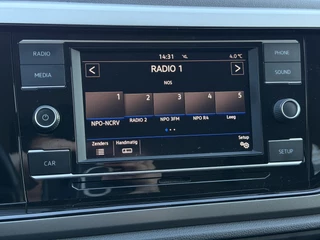 RADIO
MEDIA
CAR
14:31
4.0°C
RADIO 1
NOS
1 2 3 4 5
NPO-NCRV RADIO 2 NPO 3FM NPO R4 Leeg
Zenders Handmatig Setup
PHONE
SOUND
SETUP